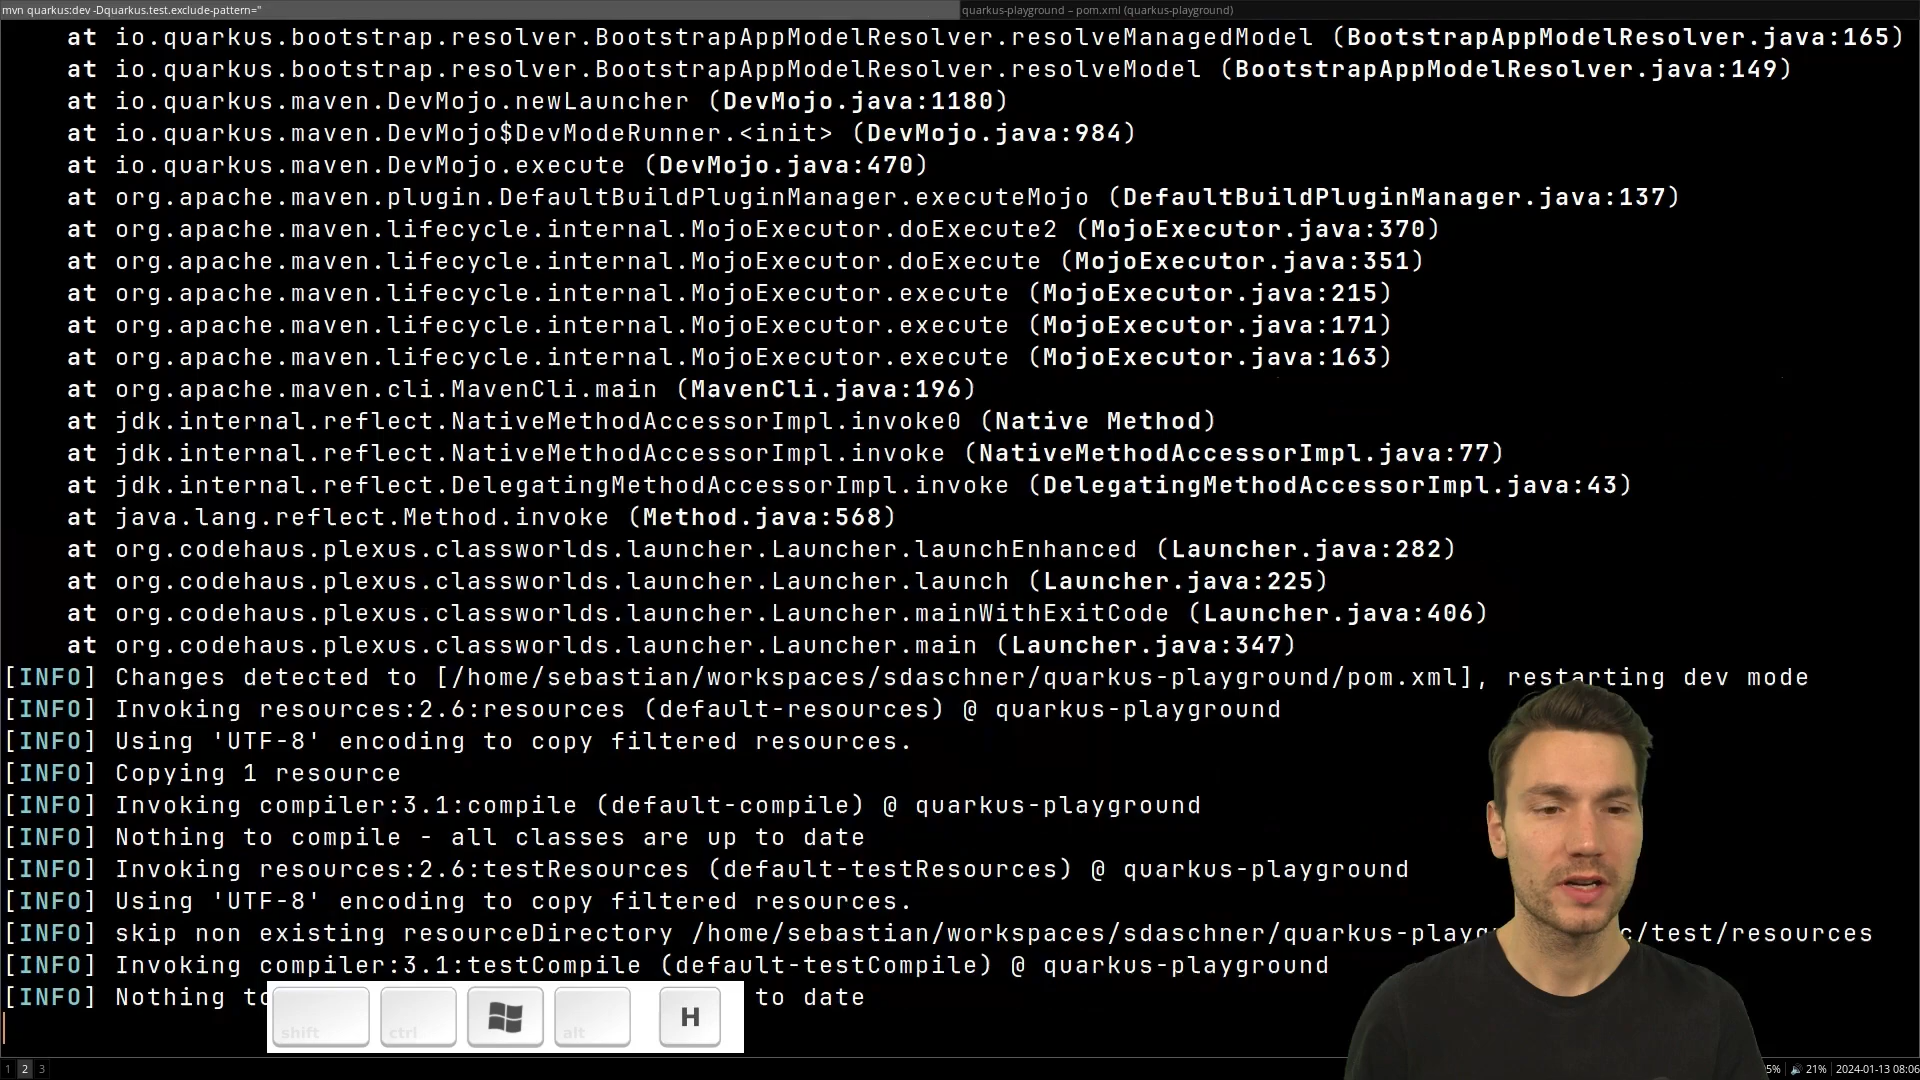 mvn quarkus:dev -Dquarkus.test.exclude-pattern=''
quarkus-playground – pom.xml (quarkus-playground)
at io.quarkus.bootstrap.resolver.BootstrapAppModelResolver.resolveManagedModel (BootstrapAppModelResolver.java:165)
at io.quarkus.bootstrap.resolver.BootstrapAppModelResolver.resolveModel (BootstrapAppModelResolver.java:149)
at io.quarkus.maven.DevMojo.newLauncher (DevMojo.java:1180)
at io.quarkus.maven.DevMojo$DevModeRunner.<init> (DevMojo.java:984)
at io.quarkus.maven.DevMojo.execute (DevMojo.java:470)
at org.apache.maven.plugin.DefaultBuildPluginManager.executeMojo (DefaultBuildPluginManager.java:137)
at org.apache.maven.lifecycle.internal.MojoExecutor.doExecute2 (MojoExecutor.java:370)
at org.apache.maven.lifecycle.internal.MojoExecutor.doExecute (MojoExecutor.java:351)
at org.apache.maven.lifecycle.internal.MojoExecutor.execute (MojoExecutor.java:215)
at org.apache.maven.lifecycle.internal.MojoExecutor.execute (MojoExecutor.java:171)
at org.apache.maven.lifecycle.internal.MojoExecutor.execute (MojoExecutor.java:163)
at org.apache.maven.cli.MavenCli.main (MavenCli.java:196)
at jdk.internal.reflect.NativeMethodAccessorImpl.invoke0 (Native Method)
at jdk.internal.reflect.NativeMethodAccessorImpl.invoke (NativeMethodAccessorImpl.java:77)
at jdk.internal.reflect.DelegatingMethodAccessorImpl.invoke (DelegatingMethodAccessorImpl.java:43)
at java.lang.reflect.Method.invoke (Method.java:568)
at org.codehaus.plexus.classworlds.launcher.Launcher.launchEnhanced (Launcher.java:282)
at org.codehaus.plexus.classworlds.launcher.Launcher.launch (Launcher.java:225)
at org.codehaus.plexus.classworlds.launcher.Launcher.mainWithExitCode (Launcher.java:406)
at org.codehaus.plexus.classworlds.launcher.Launcher.main (Launcher.java:347)
[INFO] Changes detected to [/home/sebastian/workspaces/sdaschner/quarkus-playground/pom.xml], restarting dev mode
[INFO] Invoking resources:2.6:resources (default-resources) @ quarkus-playground
[INFO] Using 'UTF-8' encoding to copy filtered resources.
[INFO] Copying 1 resource
[INFO] Invoking compiler:3.1:compile (default-compile) @ quarkus-playground
[INFO] Nothing to compile - all classes are up to date
[INFO] Invoking resources:2.6:testResources (default-testResources) @ quarkus-playground
[INFO] Using 'UTF-8' encoding to copy filtered resources.
[INFO] skip non existing resourceDirectory /home/sebastian/workspaces/sdaschner/quarkus-playg c/test/resources
[INFO] Invoking compiler:3.1:testCompile (default-testCompile) @ quarkus-playground
[INFO] Nothing to to date
shift ctrl alt H
1 2 3
5% 21% 2024-01-13 08:06